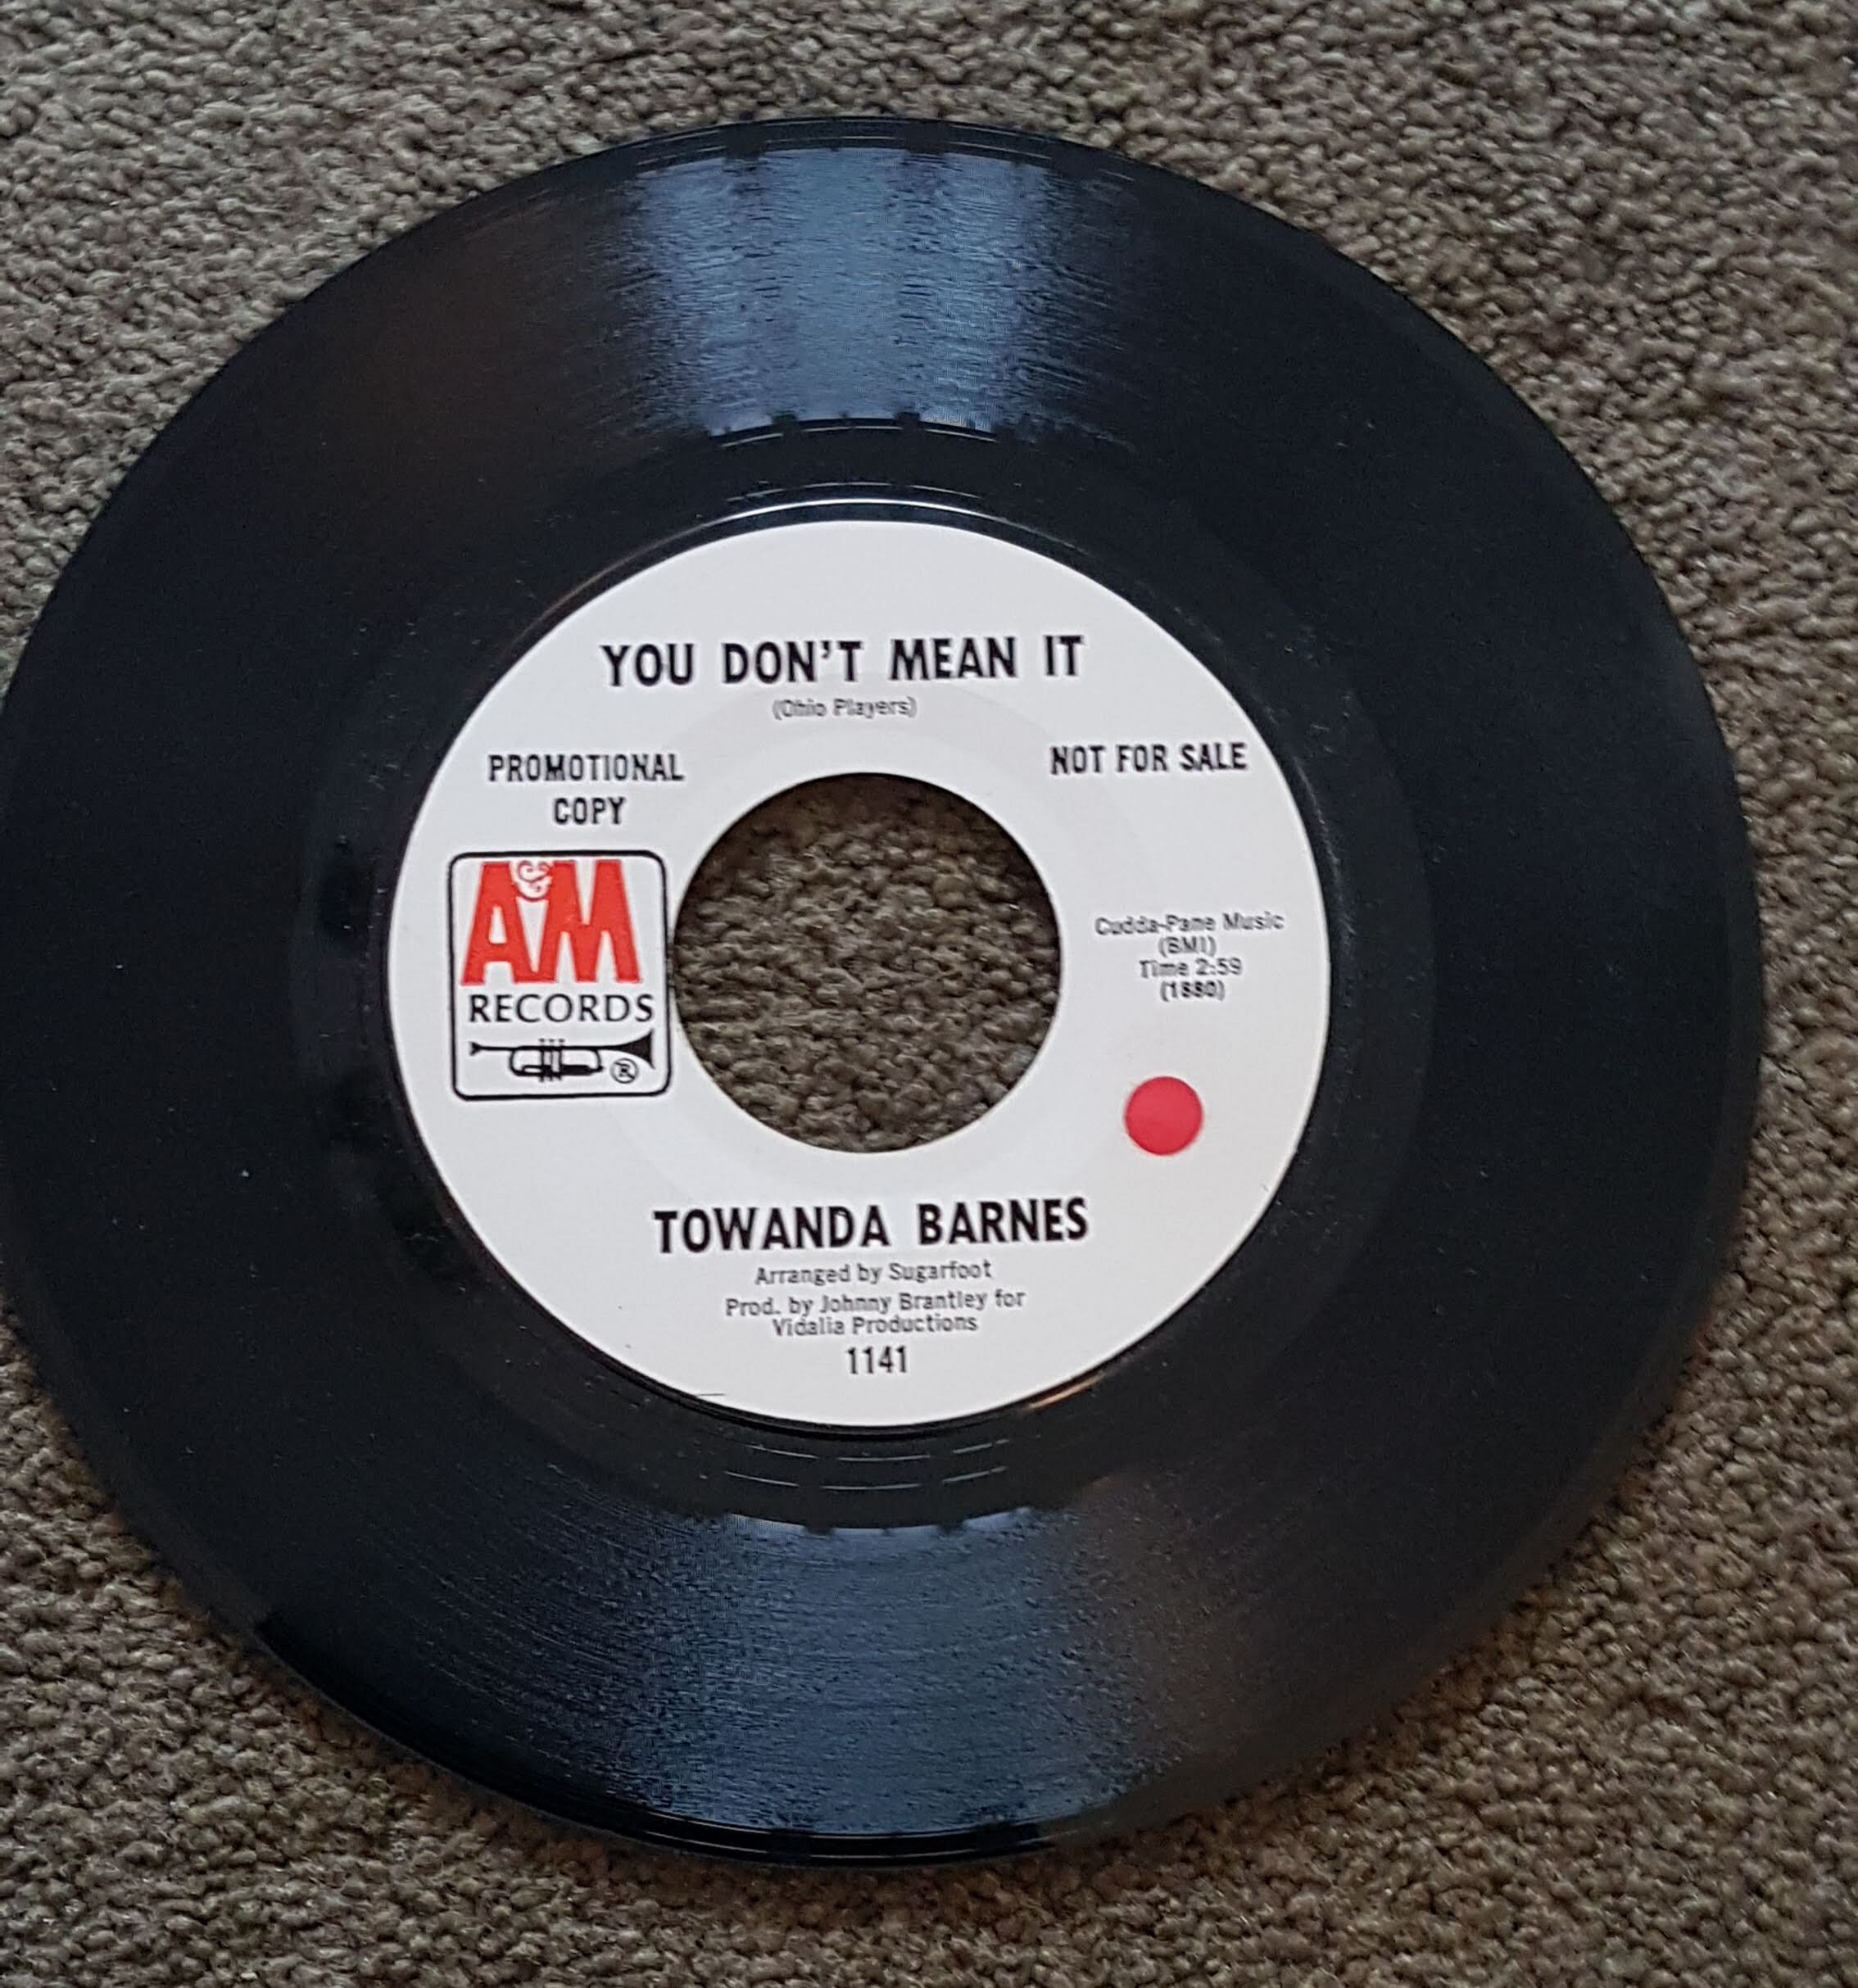 YOU DON'T MEAN IT
(Ohio Players)
PROMOTIONAL
COPY
NOT FOR SALE
A&M
RECORDS
®
Cudda-Pane Music
(BMI)
Time 2:59
(1880)
TOWANDA BARNES
Arranged by Sugarfoot
Prod. by Johnny Brantley for
Vidalia Productions
1141